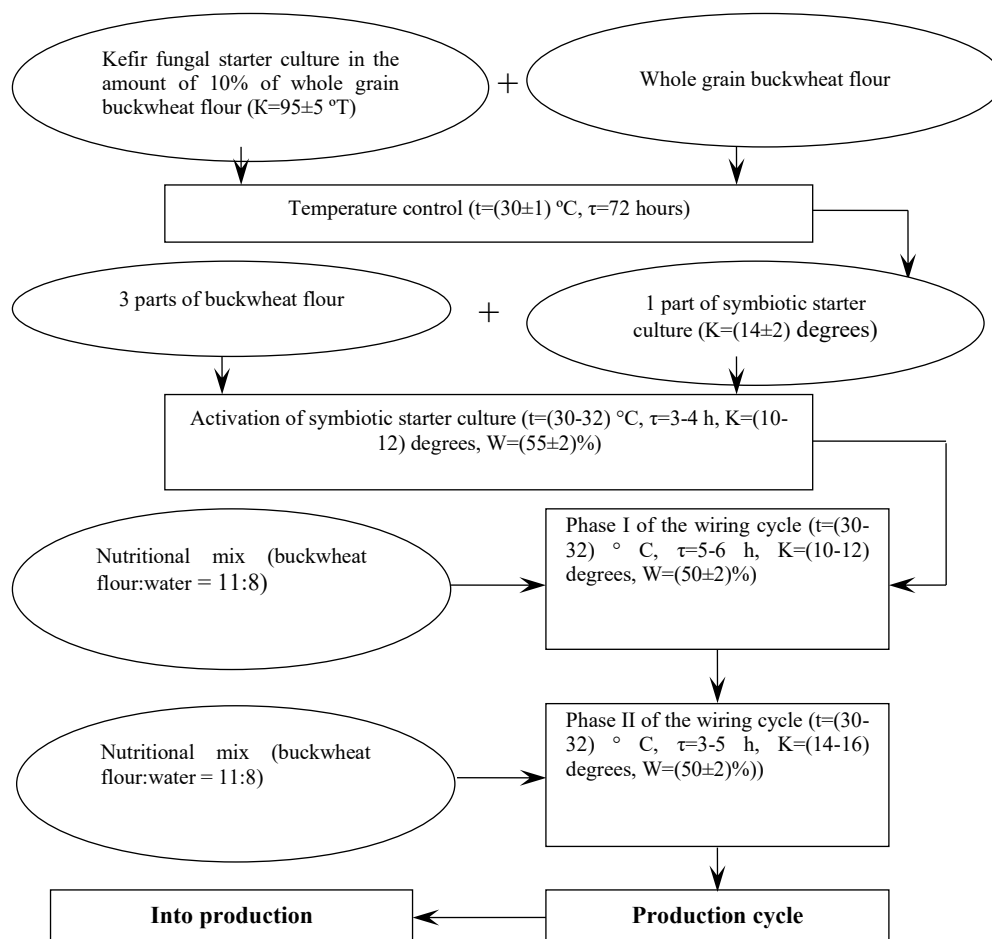 Kefir fungal starter culture in the
amount of 10% of whole grain
buckwheat flour (K=95±5 ºT)
+
Whole grain buckwheat flour
Temperature control (t=(30±1) ºC, τ=72 hours)
3 parts of buckwheat flour
+
1 part of symbiotic starter
culture (K=(14±2) degrees)
Activation of symbiotic starter culture (t=(30-32) °C, τ=3-4 h, K=(10-
12) degrees, W=(55±2)%)
Nutritional mix (buckwheat
flour:water = 11:8)
Phase I of the wiring cycle (t=(30-
32) ° C, τ=5-6 h, K=(10-12)
degrees, W=(50±2)%)
Nutritional mix (buckwheat
flour:water = 11:8)
Phase II of the wiring cycle (t=(30-
32) ° C, τ=3-5 h, K=(14-16)
degrees, W=(50±2)%))
Into production
Production cycle